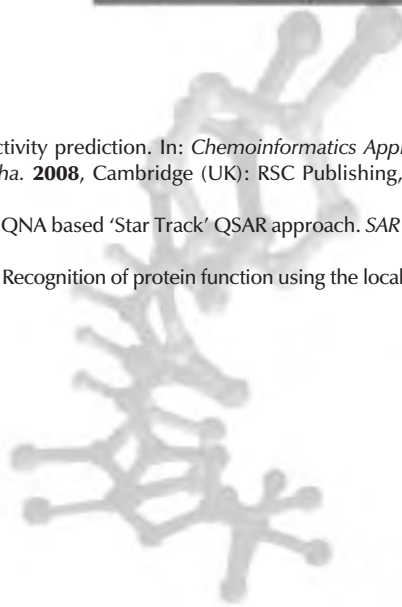 ctivity prediction. In: Chemoinformatics Appr
ha. 2008, Cambridge (UK): RSC Publishing,
QNA based ‘Star Track’ QSAR approach. SAR
Recognition of protein function using the local